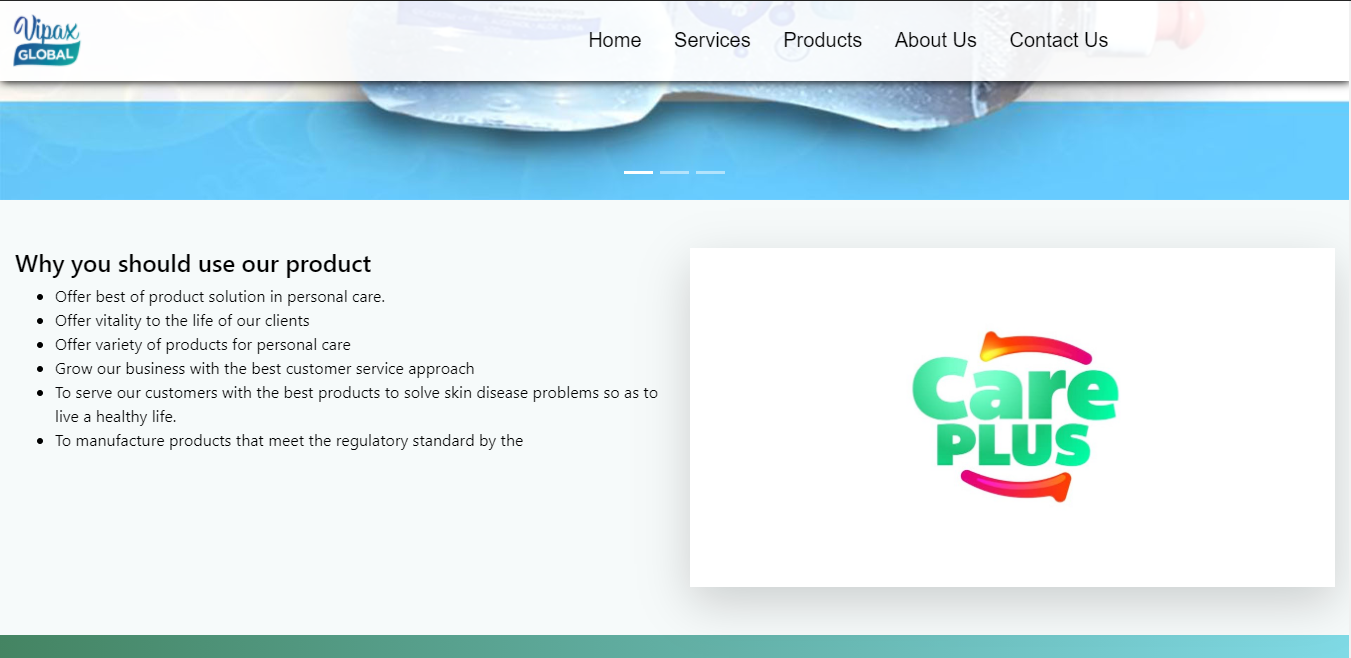 Vipax
GLOBAL
Home Services Products About Us Contact Us
Why you should use our product
Offer best of product solution in personal care.
Offer vitality to the life of our clients
Offer variety of products for personal care
Grow our business with the best customer service approach
To serve our customers with the best products to solve skin disease problems so as to
live a healthy life.
To manufacture products that meet the regulatory standard by the
Care
PLUS